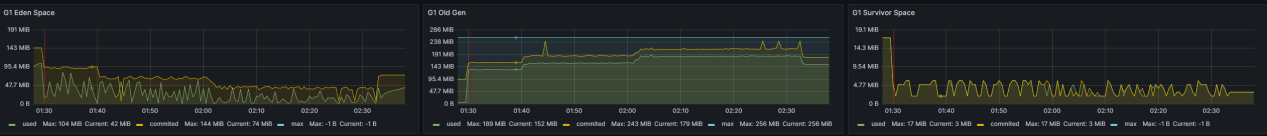 G1 Eden Space
191 MiB
143 MiB
95.4 MiB
47.7 MiB
0 B
01:30 01:40 01:50 02:00 02:10 02:20 02:30
used Max: 104 MiB Current: 42 MiB commited Max: 144 MiB Current: 74 MiB max Max: -1 B Current: -1 B
G1 Old Gen
286 MiB
238 MiB
191 MiB
143 MiB
95.4 MiB
47.7 MiB
0 B
01:30 01:40 01:50 02:00 02:10 02:20 02:30
used Max: 189 MiB Current: 152 MiB commited Max: 243 MiB Current: 179 MiB max Max: 256 MiB Current: 256 MiB
G1 Survivor Space
19.1 MiB
14.3 MiB
9.54 MiB
4.77 MiB
0 B
01:30 01:40 01:50 02:00 02:10 02:20 02:30
used Max: 17 MiB Current: 3 MiB commited Max: 17 MiB Current: 3 MiB max Max: -1 B Current: -1 B